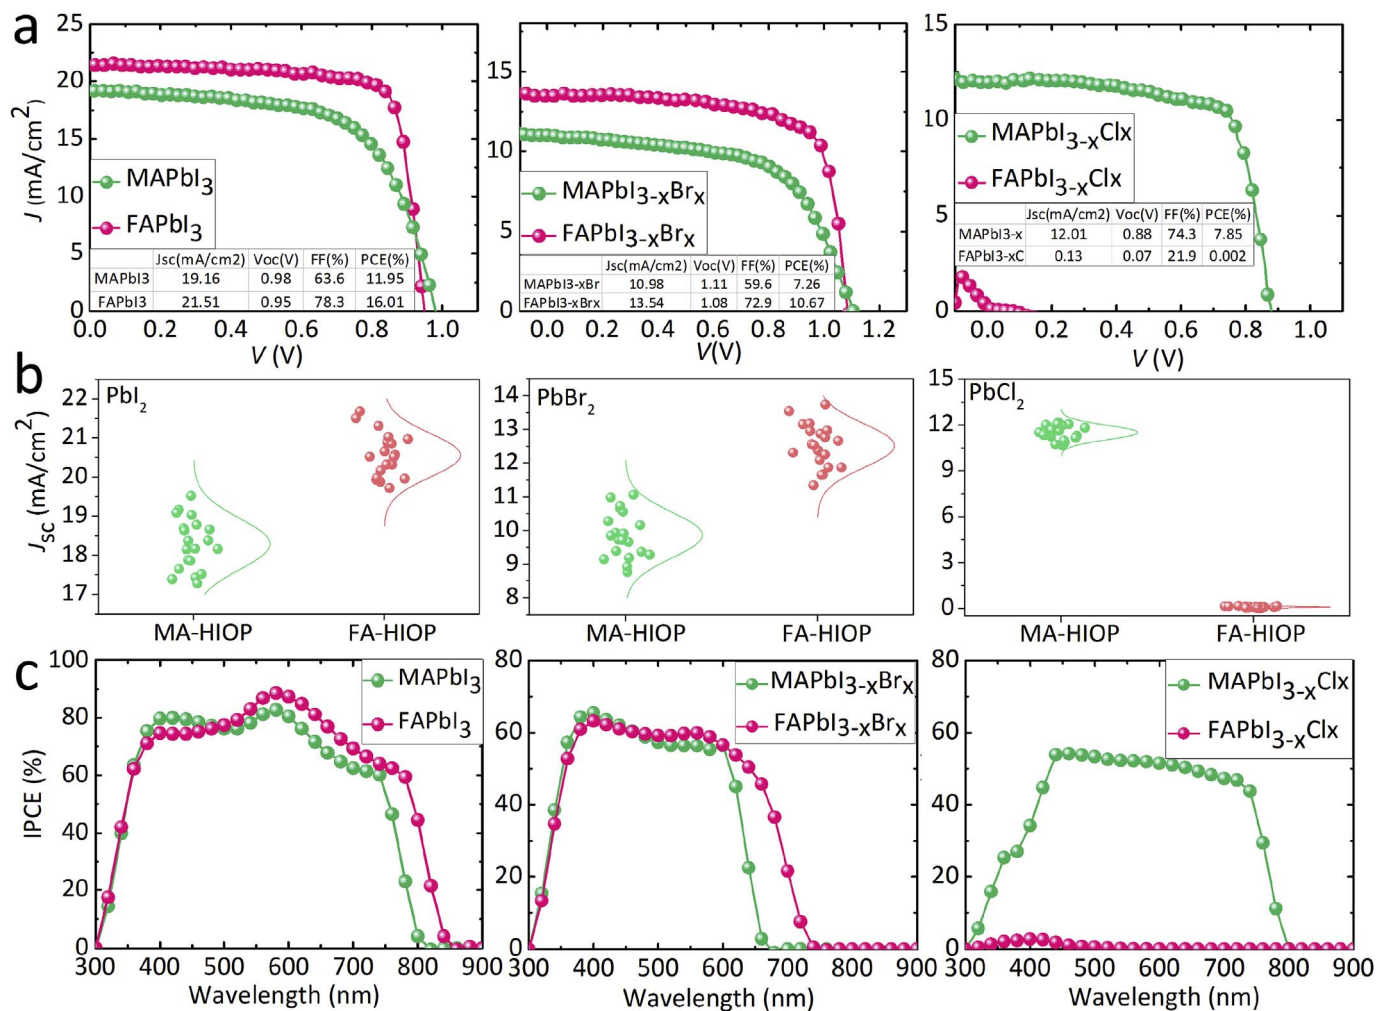 a
25
20
15
10
5
0
J (mA/cm²)
MAPbI₃
FAPbI₃
Jsc(mA/cm2) Voc(V) FF(%) PCE(%)
MAPbI3 19.16 0.98 63.6 11.95
FAPbI3 21.51 0.95 78.3 16.01
0.0 0.2 0.4 0.6 0.8 1.0
V (V)
15
10
5
0
MAPbI₃₋ₓBrₓ
FAPbI₃₋ₓBrₓ
Jsc(mA/cm2) Voc(V) FF(%) PCE(%)
MAPbI3-xBr 10.98 1.11 59.6 7.26
FAPbI3-xBrx 13.54 1.08 72.9 10.67
0.0 0.2 0.4 0.6 0.8 1.0 1.2
V(V)
15
10
5
0
MAPbI₃₋ₓClx
FAPbI₃₋ₓClx
Jsc(mA/cm2) Voc(V) FF(%) PCE(%)
MAPbI3-x 12.01 0.88 74.3 7.85
FAPbI3-xC 0.13 0.07 21.9 0.002
0.0 0.2 0.4 0.6 0.8 1.0
V (V)
b
22
21
20
19
18
17
J_SC (mA/cm²)
PbI₂
MA-HIOP FA-HIOP
14
13
12
11
10
9
8
PbBr₂
MA-HIOP FA-HIOP
15
12
9
6
3
0
PbCl₂
MA-HIOP FA-HIOP
c
100
80
60
40
20
0
IPCE (%)
MAPbI₃
FAPbI₃
300 400 500 600 700 800 900
Wavelength (nm)
80
60
40
20
0
MAPbI₃₋ₓBrₓ
FAPbI₃₋ₓBrₓ
300 400 500 600 700 800 900
Wavelength (nm)
80
60
40
20
0
MAPbI₃₋ₓClx
FAPbI₃₋ₓClx
300 400 500 600 700 800 900
Wavelength (nm)